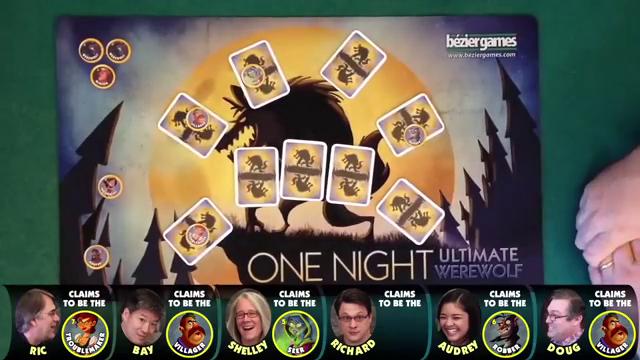 béziergames
www.beziergames.com
ONE NIGHT
ULTIMATE
WEREWOLF
RIC
CLAIMS
TO BE THE
TROUBLEMAKER
BAY
CLAIMS
TO BE THE
VILLAGER
SHELLEY
CLAIMS
TO BE THE
SEER
RICHARD
CLAIMS
TO BE THE
AUDREY
CLAIMS
TO BE THE
ROBBER
DOUG
CLAIMS
TO BE THE
VILLAGER